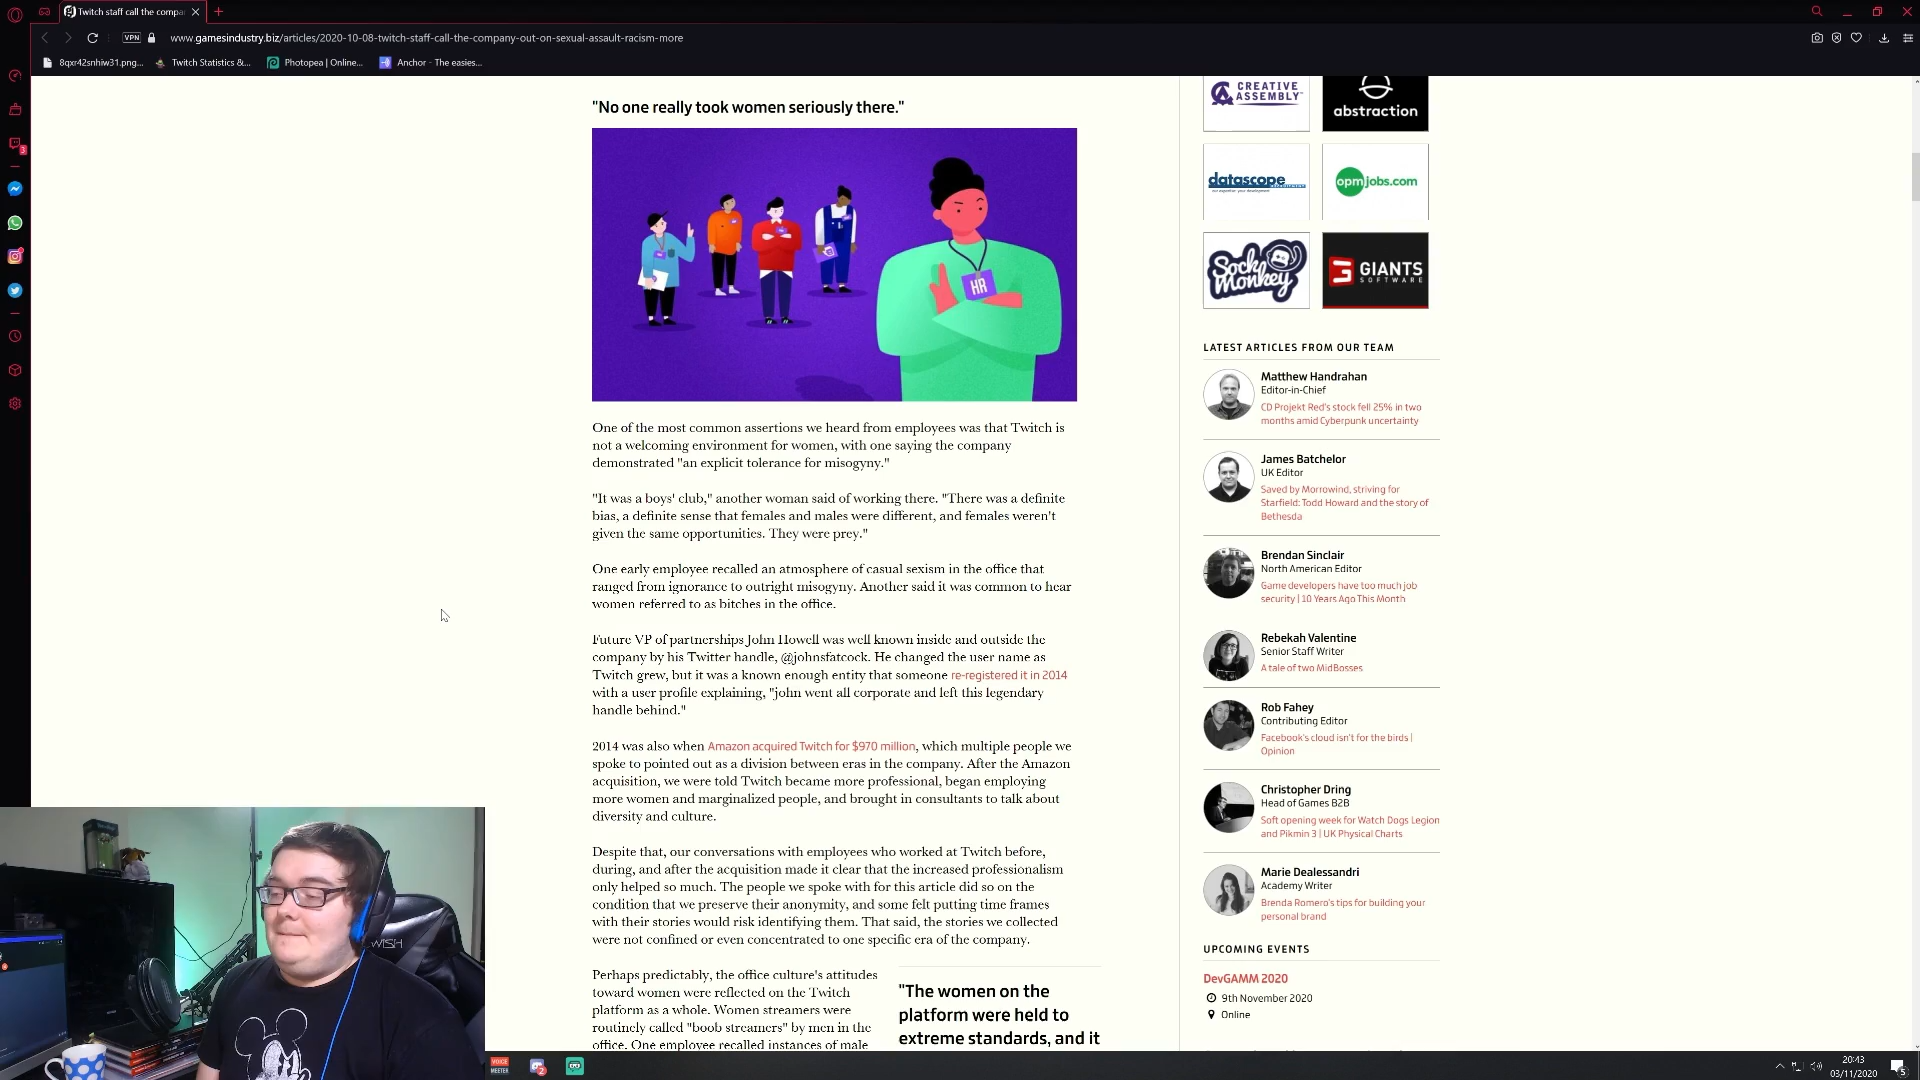 Twitch staff call the compa
VPN
www.gamesindustry.biz/articles/2020-10-08-twitch-staff-call-the-company-out-on-sexual-assault-racism-more
8qxr42snhiw31.png... Twitch Statistics &... Photopea | Online... Anchor - The easies...
3
"No one really took women seriously there."
HR
One of the most common assertions we heard from employees was that Twitch is
not a welcoming environment for women, with one saying the company
demonstrated "an explicit tolerance for misogyny."
"It was a boys' club," another woman said of working there. "There was a definite
bias, a definite sense that females and males were different, and females weren't
given the same opportunities. They were prey."
One early employee recalled an atmosphere of casual sexism in the office that
ranged from ignorance to outright misogyny. Another said it was common to hear
women referred to as bitches in the office.
Future VP of partnerships John Howell was well known inside and outside the
company by his Twitter handle, @johnsfatcock. He changed the user name as
Twitch grew, but it was a known enough entity that someone re-registered it in 2014
with a user profile explaining, "john went all corporate and left this legendary
handle behind."
2014 was also when Amazon acquired Twitch for $970 million, which multiple people we
spoke to pointed out as a division between eras in the company. After the Amazon
acquisition, we were told Twitch became more professional, began employing
more women and marginalized people, and brought in consultants to talk about
diversity and culture.
Despite that, our conversations with employees who worked at Twitch before,
during, and after the acquisition made it clear that the increased professionalism
only helped so much. The people we spoke with for this article did so on the
condition that we preserve their anonymity, and some felt putting time frames
with their stories would risk identifying them. That said, the stories we collected
were not confined or even concentrated to one specific era of the company.
Perhaps predictably, the office culture's attitudes
toward women were reflected on the Twitch
platform as a whole. Women streamers were
routinely called "boob streamers" by men in the
office. One employee recalled instances of male
"The women on the
platform were held to
extreme standards, and it
CREATIVE
ASSEMBLY
abstraction
datascope
opmjobs.com
Sock
Monkey
GIANTS
SOFTWARE
LATEST ARTICLES FROM OUR TEAM
Matthew Handrahan
Editor-in-Chief
CD Projekt Red's stock fell 25% in two
months amid Cyberpunk uncertainty
James Batchelor
UK Editor
Saved by Morrowind, striving for
Starfield: Todd Howard and the story of
Bethesda
Brendan Sinclair
North American Editor
Game developers have too much job
security | 10 Years Ago This Month
Rebekah Valentine
Senior Staff Writer
A tale of two MidBosses
Rob Fahey
Contributing Editor
Facebook's cloud isn't for the birds |
Opinion
Christopher Dring
Head of Games B2B
Soft opening week for Watch Dogs Legion
and Pikmin 3 | UK Physical Charts
Marie Dealessandri
Academy Writer
Brenda Romero's tips for building your
personal brand
UPCOMING EVENTS
DevGAMM 2020
9th November 2020
Online
VOICE
MEETER
2
20:43
03/11/2020
5